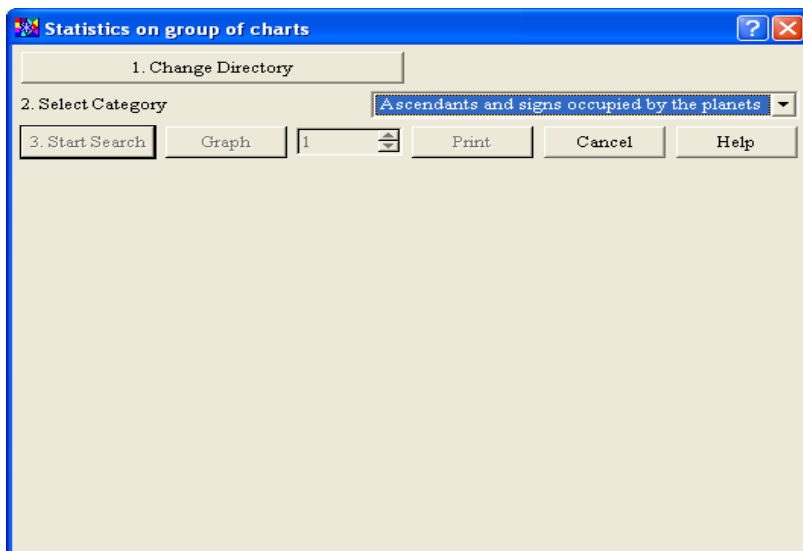 Statistics on group of charts
1. Change Directory
2. Select Category Ascendants and signs occupied by the planets
3. Start Search Graph 1 Print Cancel Help